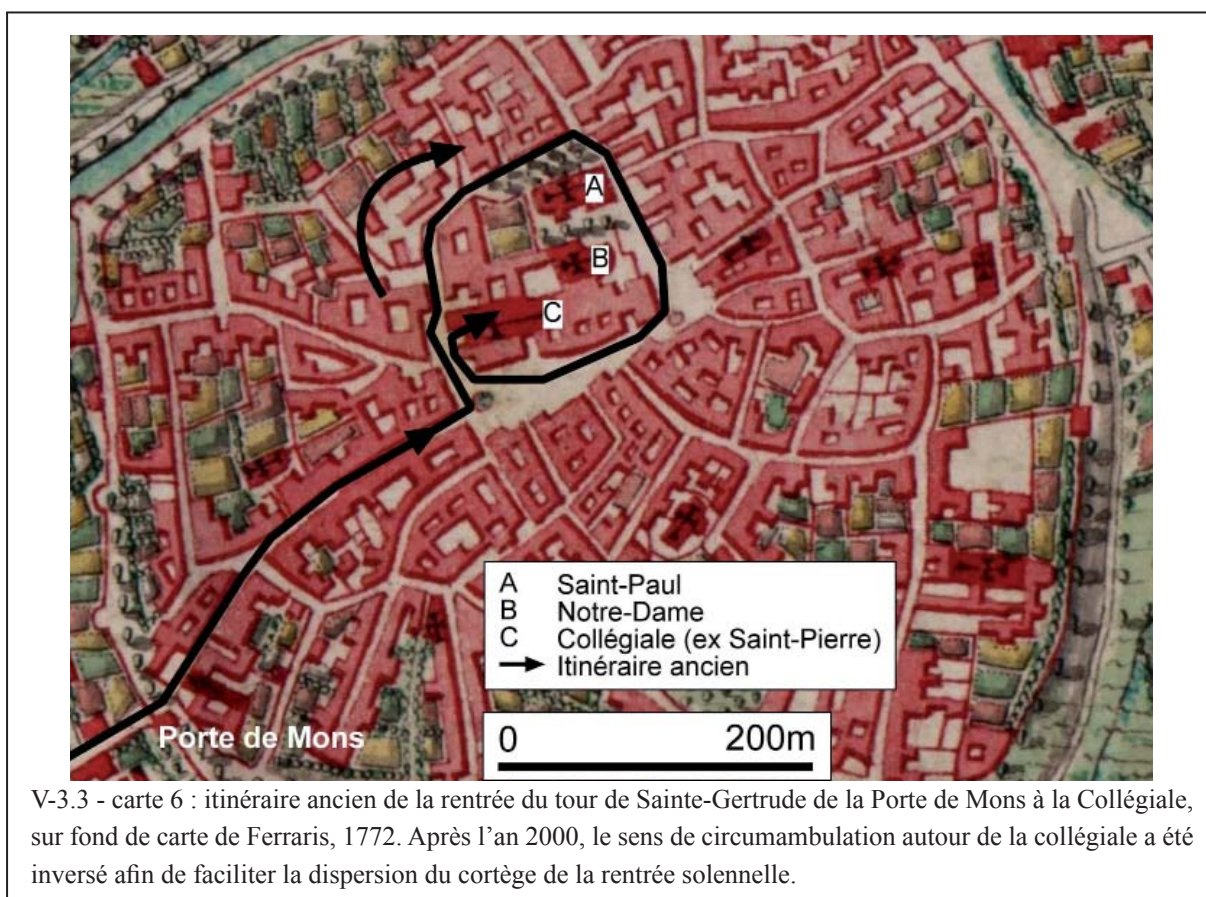 A
B
C
A Saint-Paul
B Notre-Dame
C Collégiale (ex Saint-Pierre)
Itinéraire ancien
Porte de Mons
0 200m
V-3.3 - carte 6 : itinéraire ancien de la rentrée du tour de Sainte-Gertrude de la Porte de Mons à la Collégiale,
sur fond de carte de Ferraris, 1772. Après l’an 2000, le sens de circumambulation autour de la collégiale a été
inversé afin de faciliter la dispersion du cortège de la rentrée solennelle.